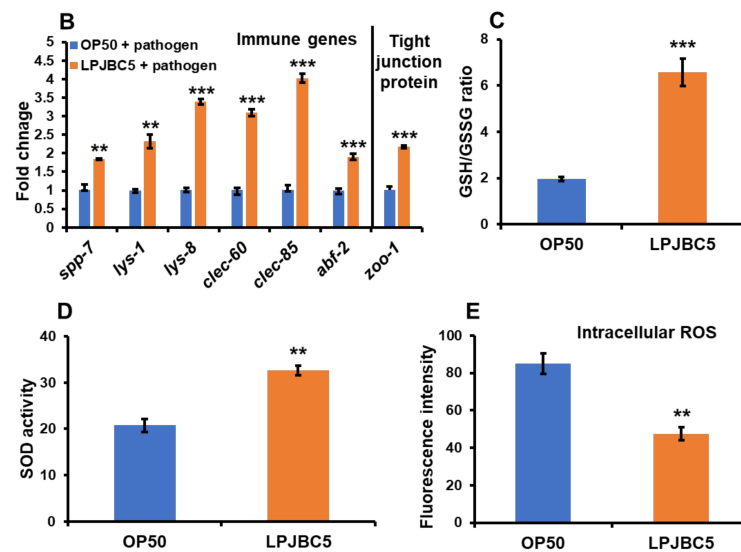 B
OP50 + pathogen
LPJBC5 + pathogen
Immune genes
Tight
junction
protein
Fold chnage
5
4.5
4
3.5
3
2.5
2
1.5
1
0.5
0
**
**
***
***
***
***
***
spp-7
lys-1
lys-8
clec-60
clec-85
abf-2
zoo-1
C
GSH/GSSG ratio
8
6
4
2
0
***
OP50
LPJBC5
D
SOD activity
40
30
20
10
0
**
OP50
LPJBC5
E
Intracellular ROS
Fluorescence intensity
100
80
60
40
20
0
**
OP50
LPJBC5